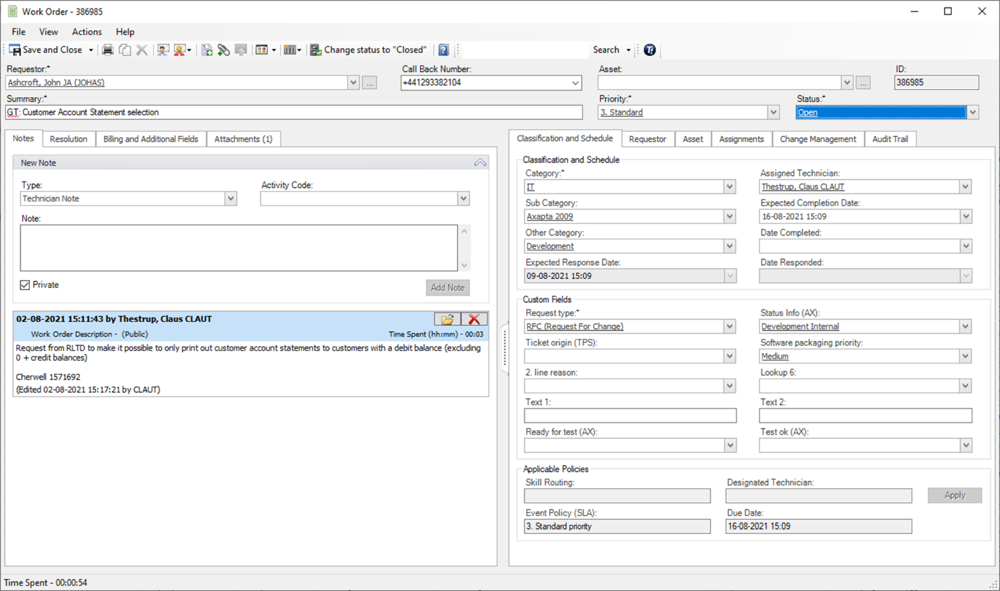 Work Order - 386985
File View Actions Help
Save and Close Change status to "Closed" Search
Requestor:* Call Back Number: Asset: ID:
Ashcroft, John JA (JOHAS) ... +441293382104 ... 386985
Summary:* Priority:* Status:*
GT: Customer Account Statement selection 3. Standard Open
Notes Resolution Billing and Additional Fields Attachments (1)
New Note
Type: Activity Code:
Technician Note
Note:
Private Add Note
02-08-2021 15:11:43 by Thestrup, Claus CLAUT
Work Order Description - (Public) Time Spent (hh:mm) - 00:03
Request from RLTD to make it possible to only print out customer account statements to customers with a debit balance (excluding
0 + credit balances)
Cherwell 1571692
(Edited 02-08-2021 15:17:21 by CLAUT)
Classification and Schedule Requestor Asset Assignments Change Management Audit Trail
Classification and Schedule
Category:* Assigned Technician:
IT Thestrup, Claus CLAUT
Sub Category: Expected Completion Date:
Axapta 2009 16-08-2021 15:09
Other Category: Date Completed:
Development
Expected Response Date: Date Responded:
09-08-2021 15:09
Custom Fields
Request type:* Status Info (AX):
RFC (Request For Change) Development Internal
Ticket origin (TPS): Software packaging priority:
Medium
2. line reason: Lookup 6:
Text 1: Text 2:
Ready for test (AX): Test ok (AX):
Applicable Policies
Skill Routing: Designated Technician:
Apply
Event Policy (SLA): Due Date:
3. Standard priority 16-08-2021 15:09
Time Spent - 00:00:54